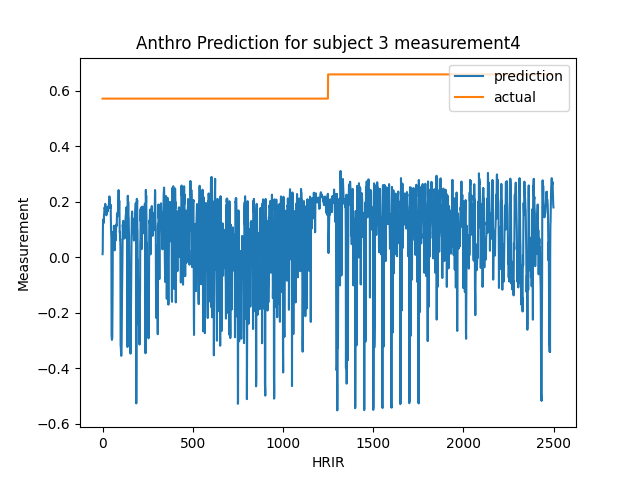 Anthro Prediction for subject 3 measurement4
prediction
actual
Measurement
0.6
0.4
0.2
0.0
−0.2
−0.4
−0.6
0
500
1000
1500
2000
2500
HRIR